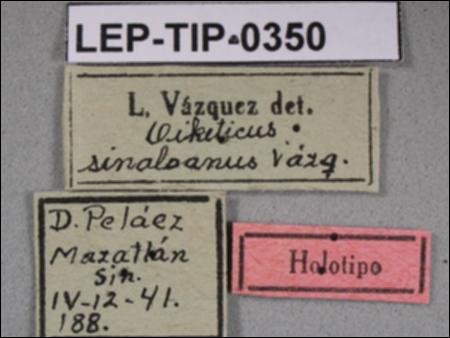 LEP-TIP-0350
L. Vázquez det.
Oiketicus
sinaloanus Vázq.
D. Peláez
Mazatlán
Sin.
IV-12-41.
188.
Holotipo